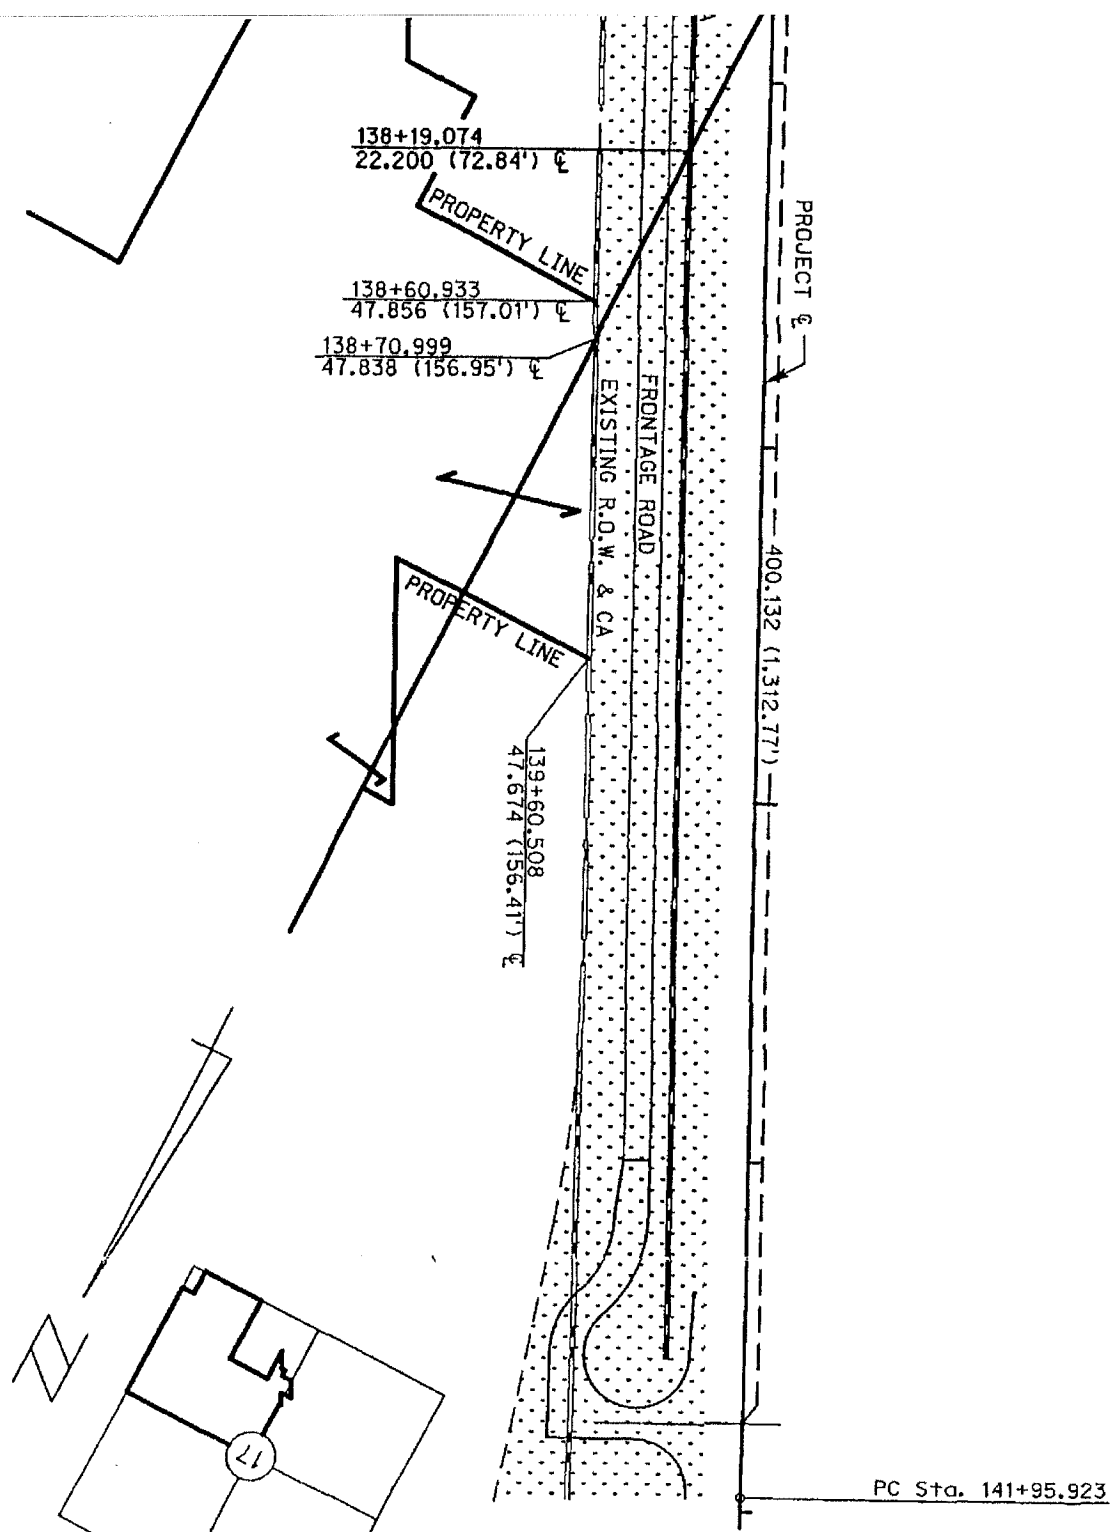 138+19.074
22.200 (72.84') ℄
PROPERTY LINE
PROJECT ℄
138+60.933
47.856 (157.01') ℄
138+70.999
47.838 (156.95') ℄
FRONTAGE ROAD
EXISTING R.O.W. & CA
400.132 (1,312.77')
PROPERTY LINE
139+60.508
47.674 (156.41') ℄
N
17
PC Sta. 141+95.923